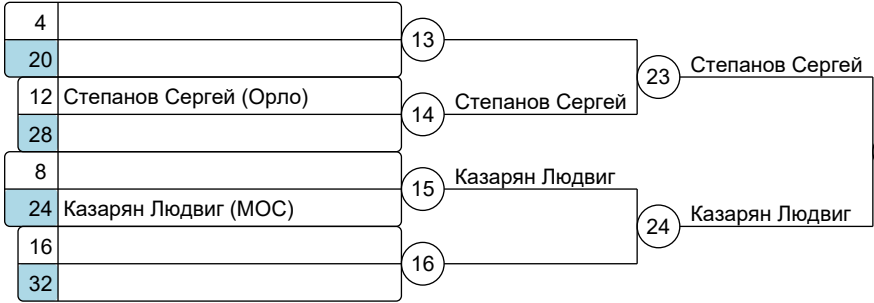 4
13
20
23 Степанов Сергей
12 Степанов Сергей (Орло)
14 Степанов Сергей
28
8
15 Казарян Людвиг
24 Казарян Людвиг (МОС)
24 Казарян Людвиг
16
16
32